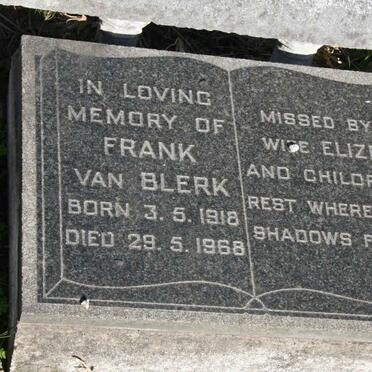 IN LOVING
MEMORY OF
FRANK
VAN BLERK
BORN 3.5.1918
DIED 29.5.1968
MISSED BY
WIFE
AND
REST WHERE
SHADOWS